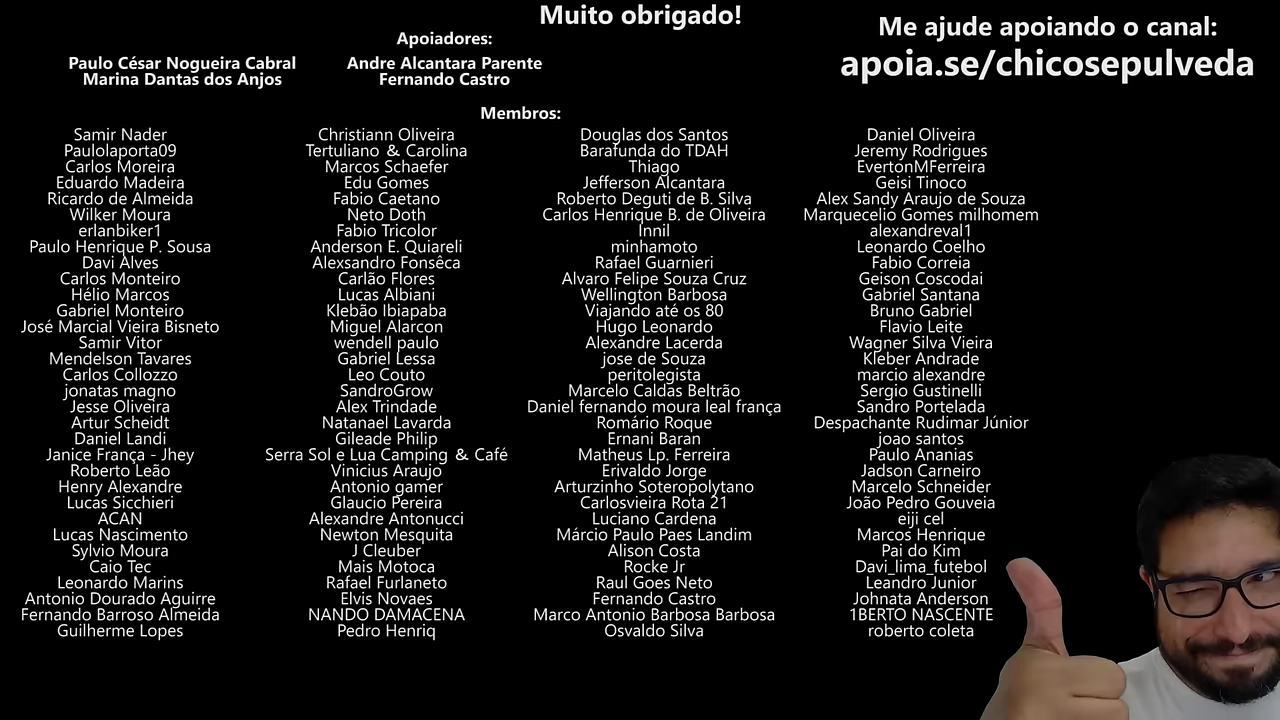 Muito obrigado!
Me ajude apoiando o canal:
apoia.se/chicosepulveda
Apoiadores:
Paulo César Nogueira Cabral
Marina Dantas dos Anjos
Andre Alcantara Parente
Fernando Castro
Membros:
Samir Nader
Paulolaporta09
Carlos Moreira
Eduardo Madeira
Ricardo de Almeida
Wilker Moura
erlanbiker1
Paulo Henrique P. Sousa
Davi Alves
Carlos Monteiro
Hélio Marcos
Gabriel Monteiro
José Marcial Vieira Bisneto
Samir Vitor
Mendelson Tavares
Carlos Collozzo
jonatas magno
Jesse Oliveira
Artur Scheidt
Daniel Landi
Janice França - Jhey
Roberto Leão
Henry Alexandre
Lucas Sicchieri
ACAN
Lucas Nascimento
Sylvio Moura
Caio Tec
Leonardo Marins
Antonio Dourado Aguirre
Fernando Barroso Almeida
Guilherme Lopes
Christiann Oliveira
Tertuliano & Carolina
Marcos Schaefer
Edu Gomes
Fabio Caetano
Neto Doth
Fabio Tricolor
Anderson E. Quiareli
Alexsandro Fonsêca
Carlão Flores
Lucas Albiani
Klebão Ibiapaba
Miguel Alarcon
wendell paulo
Gabriel Lessa
Leo Couto
SandroGrow
Alex Trindade
Natanael Lavarda
Gileade Philip
Serra Sol e Lua Camping & Café
Vinicius Araujo
Antonio gamer
Glaucio Pereira
Alexandre Antonucci
Newton Mesquita
J Cleuber
Mais Motoca
Rafael Furlaneto
Elvis Novaes
NANDO DAMACENA
Pedro Henriq
Douglas dos Santos
Barafunda do TDAH
Thiago
Jefferson Alcantara
Roberto Deguti de B. Silva
Carlos Henrique B. de Oliveira
Innil
minhamoto
Rafael Guarnieri
Alvaro Felipe Souza Cruz
Wellington Barbosa
Viajando até os 80
Hugo Leonardo
Alexandre Lacerda
jose de Souza
peritolegista
Marcelo Caldas Beltrão
Daniel fernando moura leal frança
Romário Roque
Ernani Baran
Matheus Lp. Ferreira
Erivaldo Jorge
Arturzinho Soteropolytano
Carlosvieira Rota 21
Luciano Cardena
Márcio Paulo Paes Landim
Alison Costa
Rocke Jr
Raul Goes Neto
Fernando Castro
Marco Antonio Barbosa Barbosa
Osvaldo Silva
Daniel Oliveira
Jeremy Rodrigues
EvertonMFerreira
Geisi Tinoco
Alex Sandy Araujo de Souza
Marquecelio Gomes milhomem
alexandreval1
Leonardo Coelho
Fabio Correia
Geison Coscodai
Gabriel Santana
Bruno Gabriel
Flavio Leite
Wagner Silva Vieira
Kleber Andrade
marcio alexandre
Sergio Gustinelli
Sandro Portelada
Despachante Rudimar Júnior
joao santos
Paulo Ananias
Jadson Carneiro
Marcelo Schneider
João Pedro Gouveia
eiji cel
Marcos Henrique
Pai do Kim
Davi_lima_futebol
Leandro Junior
Johnata Anderson
1BERTO NASCENTE
roberto coleta